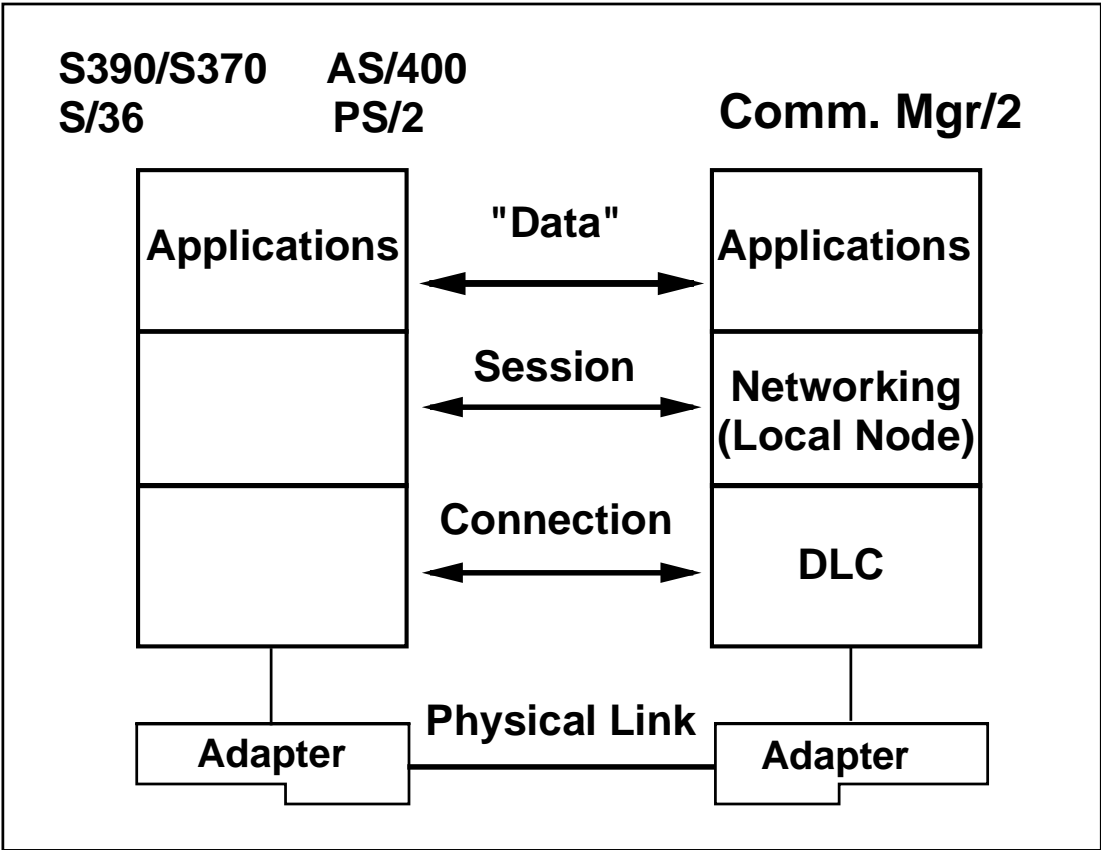 S390/S370 AS/400
S/36 PS/2
Comm. Mgr/2
Applications
"Data"
Applications
Session
Networking
(Local Node)
Connection
DLC
Physical Link
Adapter
Adapter